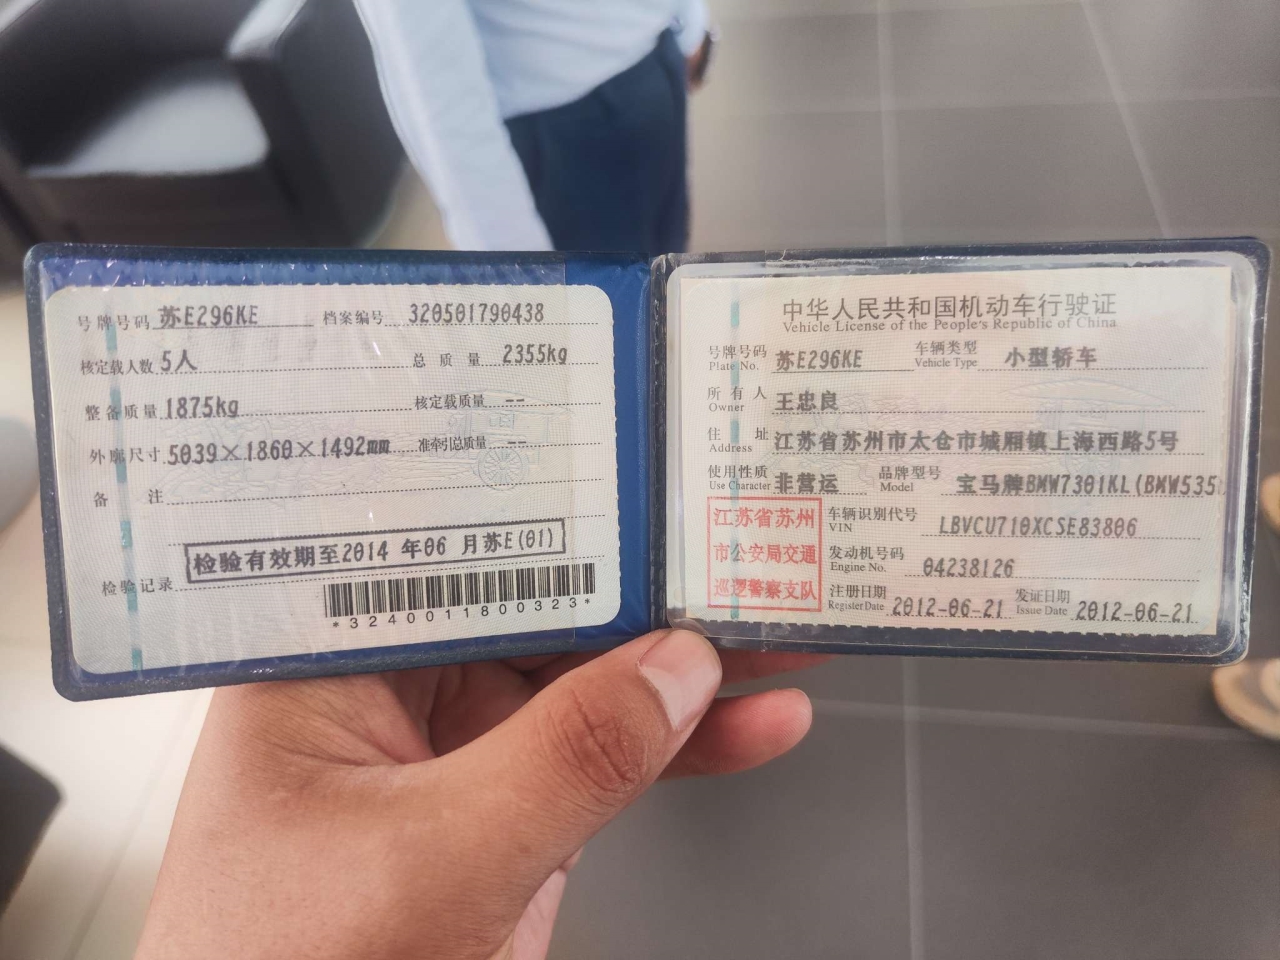 号牌号码 苏E296KE 档案编号 320501790438
核定载人数 5人 总质量 2355kg
整备质量 1875kg 核定载质量 --
外廓尺寸 5039×1860×1492mm 准牵引总质量 --
备注
检验有效期至2014年06月苏E(01)
检验记录
*3240011800323*
中华人民共和国机动车行驶证
Vehicle License of the People's Republic of China
号牌号码 苏E296KE 车辆类型 小型轿车
Plate No. Vehicle Type
所有人 王忠良
Owner
住址 江苏省苏州市太仓市城厢镇上海西路5号
Address
使用性质 非营运 品牌型号 宝马牌BMW7301KL(BMW535
Use Character Model
江苏省苏州
市公安局交通
巡逻警察支队
车辆识别代号 LBVCU710XCSE83806
VIN
发动机号码 04238126
Engine No.
注册日期 2012-06-21 发证日期 2012-06-21
Register Date Issue Date